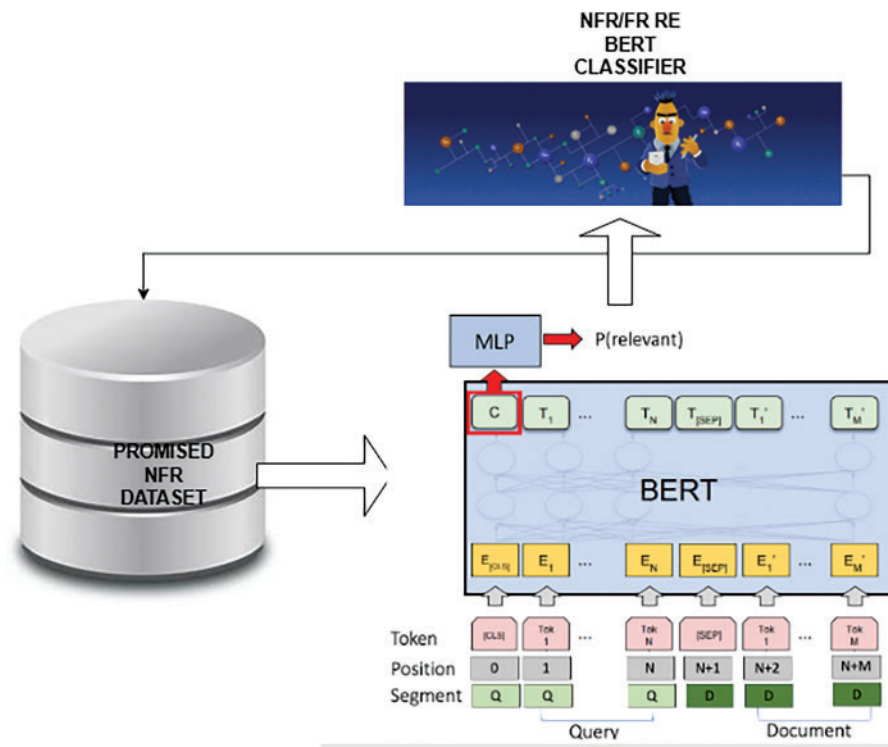 NFR/FR RE
BERT
CLASSIFIER
MLP
P(relevant)
C T1 ... TN T[SEP] T1' ... TM'
PROMISED
NFR
DATASET
BERT
E[CLS] E1 ... EN E[SEP] E1' ... EM'
Token [CLS] Tok 1 ... Tok N [SEP] Tok 1 ... Tok M
Position 0 1 N N+1 N+2 N+M
Segment Q Q Q D D D
Query Document